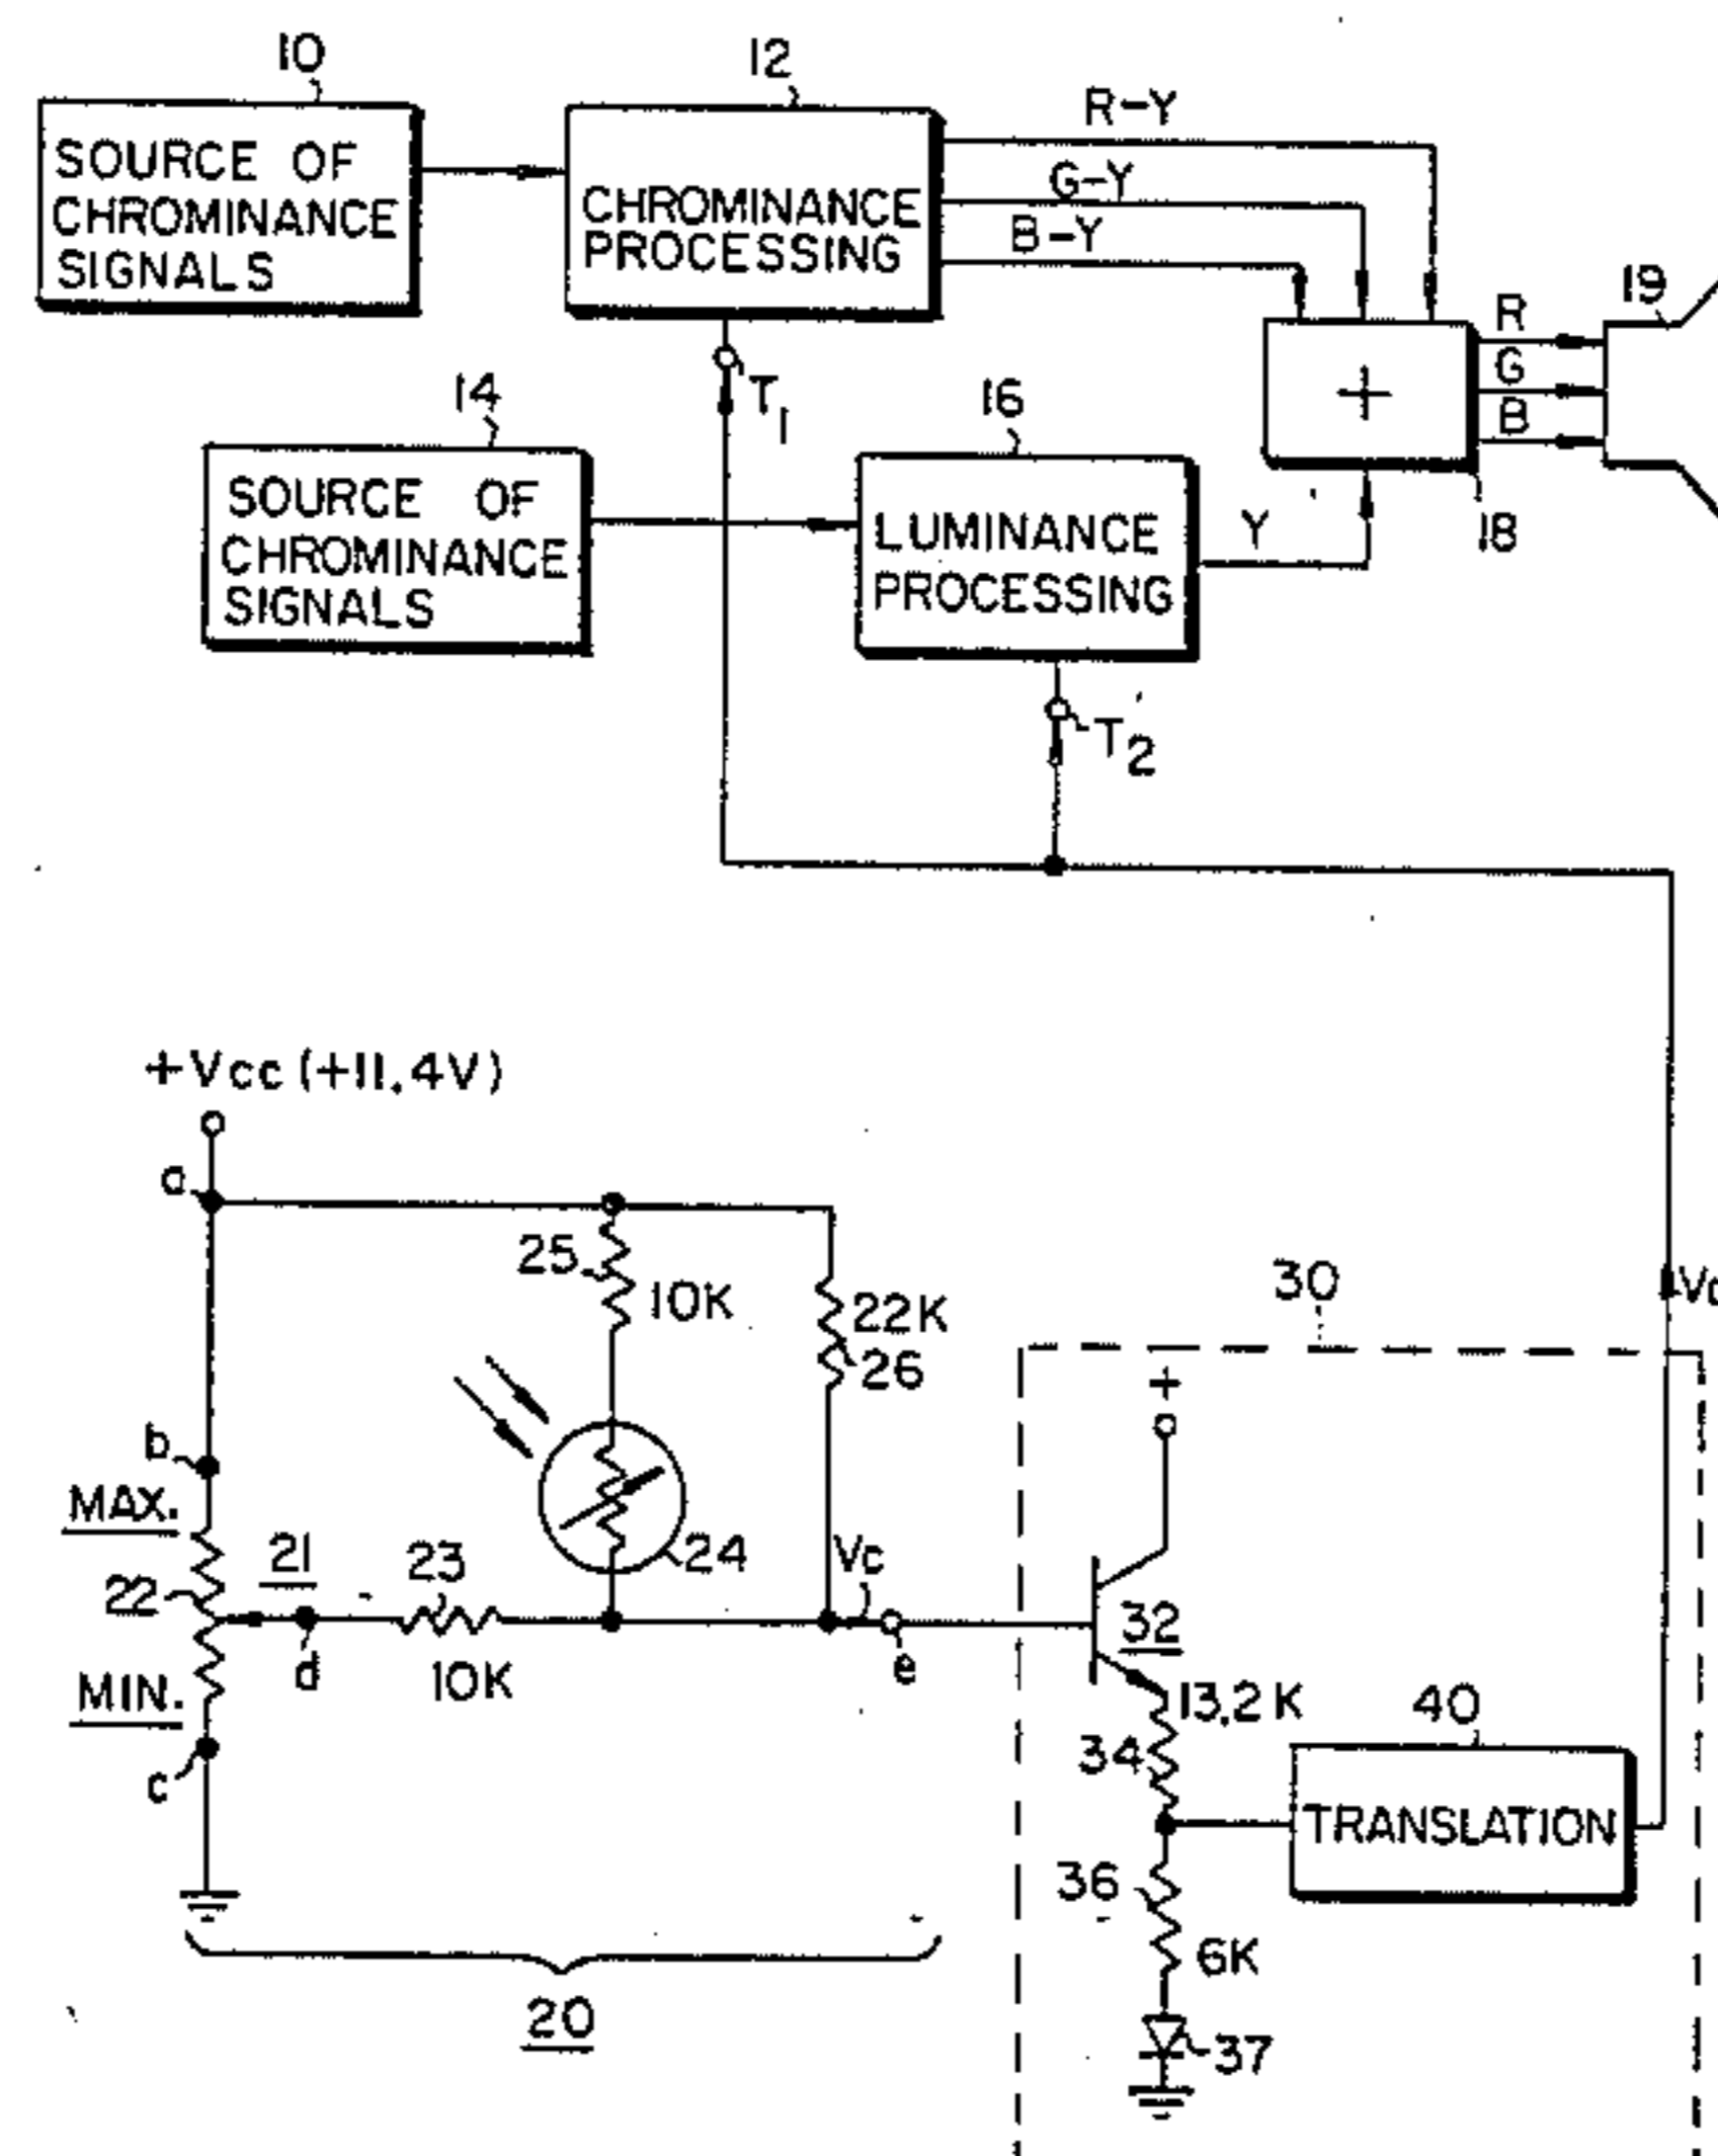 10
12
SOURCE OF
CHROMINANCE
SIGNALS
CHROMINANCE
PROCESSING
R-Y
G-Y
B-Y
19
R
G
B
+
18
T1
14
16
SOURCE OF
CHROMINANCE
SIGNALS
LUMINANCE
PROCESSING
Y
T2
+Vcc (+11.4V)
a
25
10K
22K
26
30
b
MAX.
21
22
23
24
Vc
+
32
d
10K
e
MIN.
c
13.2K
34
40
TRANSLATION
36
6K
37
20